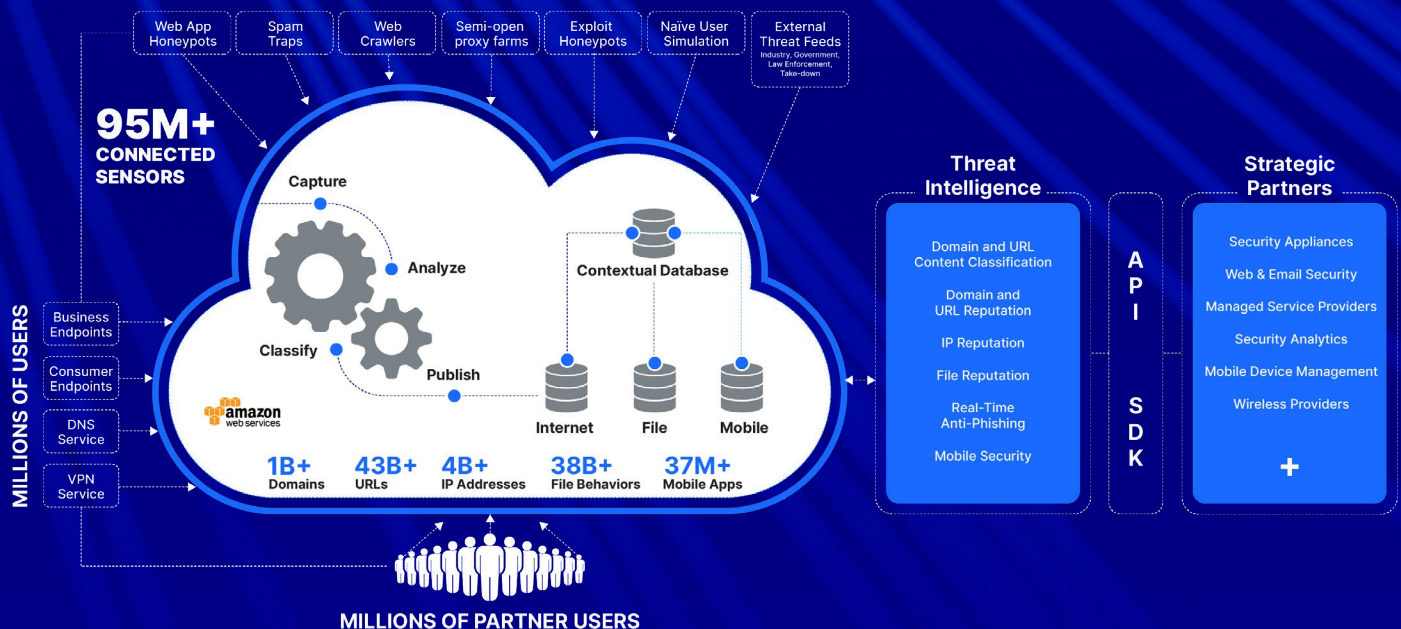 Web App
Honeypots
Spam
Traps
Web
Crawlers
Semi-open
proxy farms
Exploit
Honeypots
Naïve User
Simulation
External
Threat Feeds
Industry, Government,
Law Enforcement,
Take-down
95M+
CONNECTED
SENSORS
MILLIONS OF USERS
Business
Endpoints
Consumer
Endpoints
DNS
Service
VPN
Service
Capture
Analyze
Classify
Publish
amazon
web services
Contextual Database
Internet
File
Mobile
1B+
Domains
43B+
URLs
4B+
IP Addresses
38B+
File Behaviors
37M+
Mobile Apps
MILLIONS OF PARTNER USERS
Threat
Intelligence
Domain and URL
Content Classification
Domain and
URL Reputation
IP Reputation
File Reputation
Real-Time
Anti-Phishing
Mobile Security
API
SDK
Strategic
Partners
Security Appliances
Web & Email Security
Managed Service Providers
Security Analytics
Mobile Device Management
Wireless Providers
+